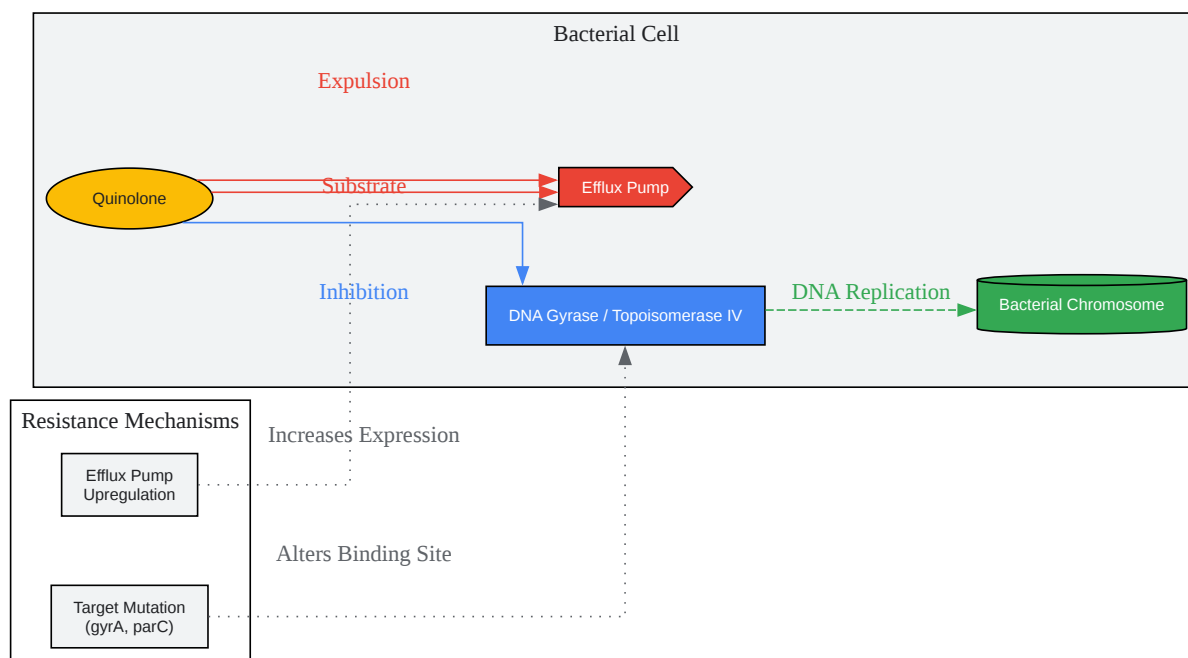 Bacterial Cell
Expulsion
Substrate
Efflux Pump
Quinolone
Inhibition
DNA Replication
Bacterial Chromosome
DNA Gyrase / Topoisomerase IV
Resistance Mechanisms
Increases Expression
Efflux Pump
Upregulation
Alters Binding Site
Target Mutation
(gyrA, parC)